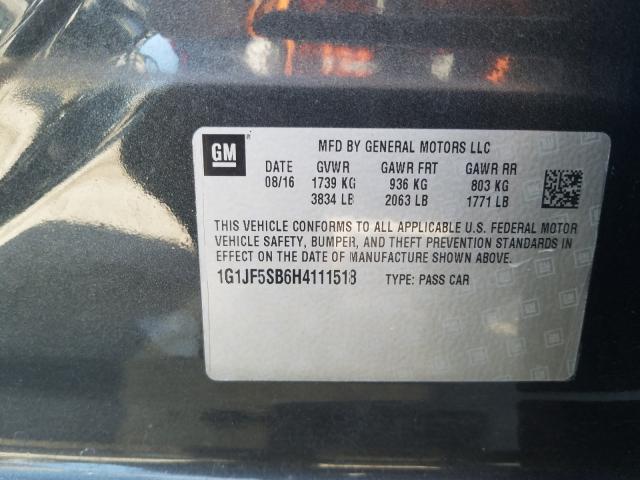 GM ®
MFD BY GENERAL MOTORS LLC
DATE GVWR GAWR FRT GAWR RR
08/16 1739 KG 936 KG 803 KG
3834 LB 2063 LB 1771 LB
THIS VEHICLE CONFORMS TO ALL APPLICABLE U.S. FEDERAL MOTOR
VEHICLE SAFETY, BUMPER, AND THEFT PREVENTION STANDARDS IN
EFFECT ON THE DATE OF MANUFACTURE SHOWN ABOVE.
1G1JF5SB6H4111518 TYPE: PASS CAR